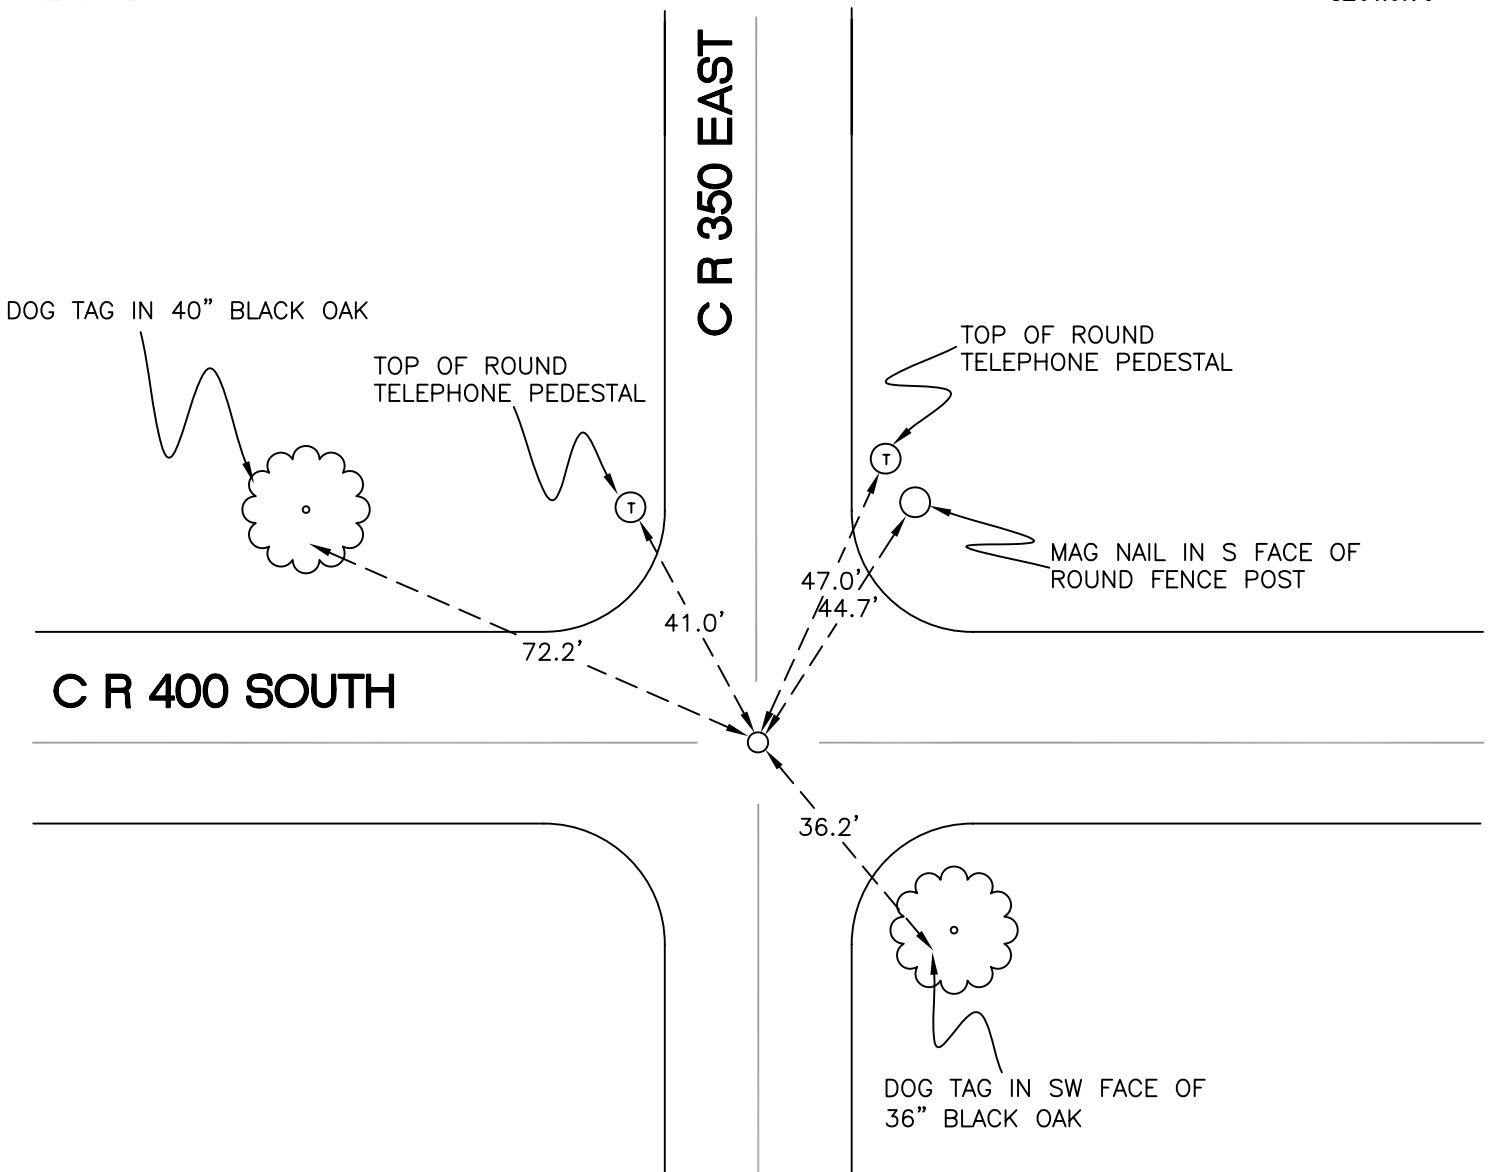 C R 350 EAST
DOG TAG IN 40” BLACK OAK
TOP OF ROUND
TELEPHONE PEDESTAL
TOP OF ROUND
TELEPHONE PEDESTAL
T
T
MAG NAIL IN S FACE OF
ROUND FENCE POST
47.0’
44.7’
41.0’
72.2’
C R 400 SOUTH
36.2’
DOG TAG IN SW FACE OF
36” BLACK OAK